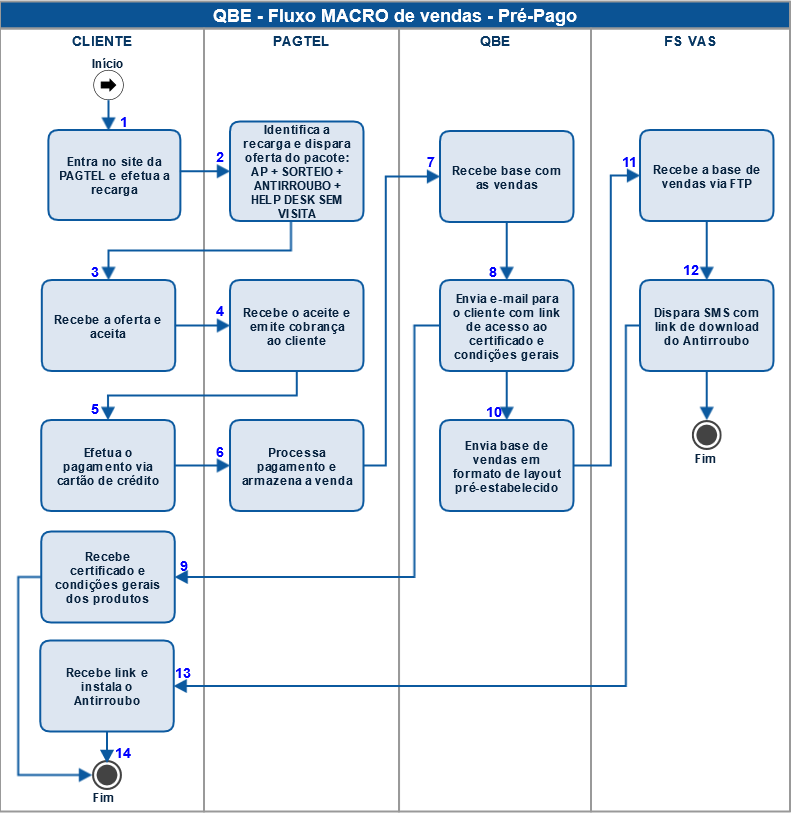 QBE - Fluxo MACRO de vendas - Pré-Pago
CLIENTE
PAGTEL
QBE
FS VAS
Início
1
Entra no site da
PAGTEL e efetua a
recarga
2
Identifica a
recarga e dispara
oferta do pacote:
AP + SORTEIO +
ANTIRROUBO +
HELP DESK SEM
VISITA
3
Recebe a oferta e
aceita
4
Recebe o aceite e
emite cobrança
ao cliente
5
Efetua o
pagamento via
cartão de crédito
6
Processa
pagamento e
armazena a venda
7
Recebe base com
as vendas
8
Envia e-mail para
o cliente com link
de acesso ao
certificado e
condições gerais
9
Recebe
certificado e
condições gerais
dos produtos
10
Envia base de
vendas em
formato de layout
pré-estabelecido
11
Recebe a base de
vendas via FTP
12
Dispara SMS com
link de download
do Antirroubo
Fim
13
Recebe link e
instala o
Antirroubo
14
Fim